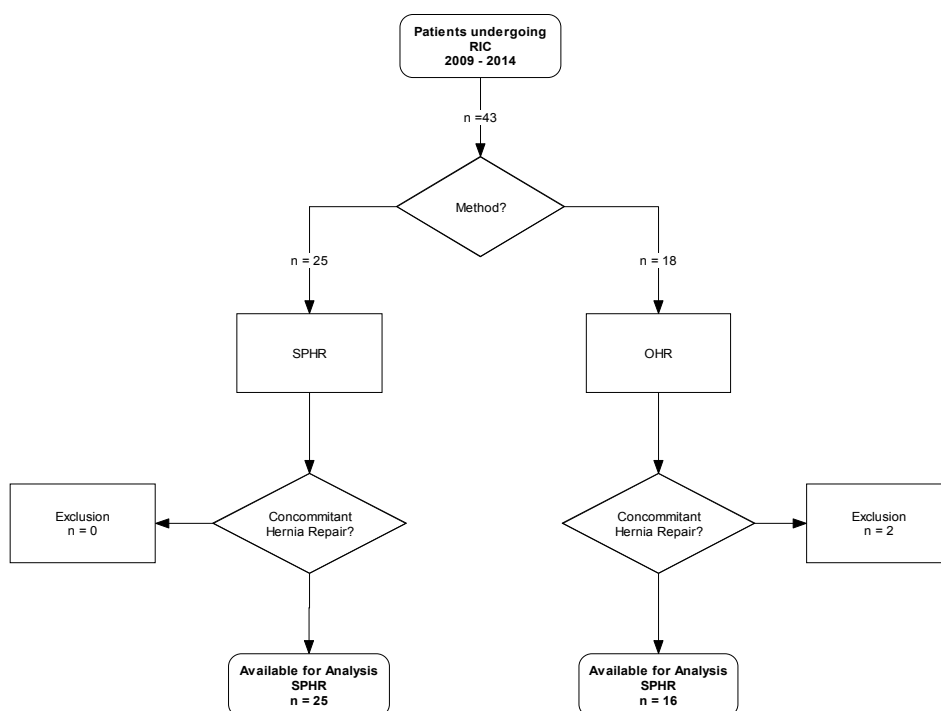 Patients undergoing
RIC
2009 - 2014
n =43
Method?
n = 25
n = 18
SPHR
OHR
Exclusion
n = 0
Concommitant
Hernia Repair?
Concommitant
Hernia Repair?
Exclusion
n = 2
Available for Analysis
SPHR
n = 25
Available for Analysis
SPHR
n = 16